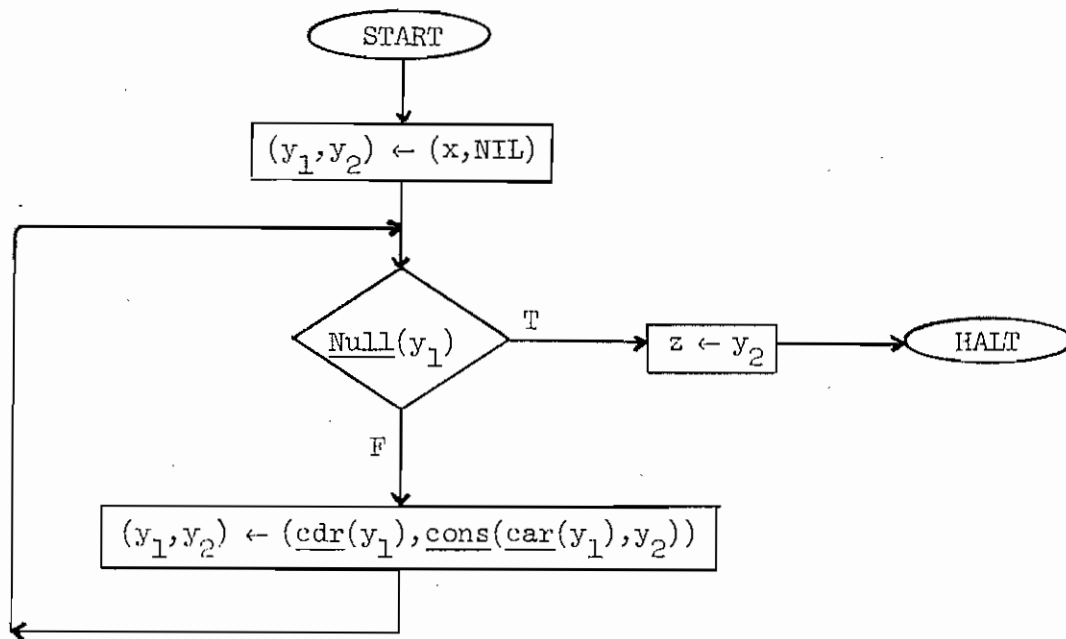 START
(y₁,y₂) ← (x,NIL)
Null(y₁)
T
z ← y₂
HALT
F
(y₁,y₂) ← (cdr(y₁),cons(car(y₁),y₂))